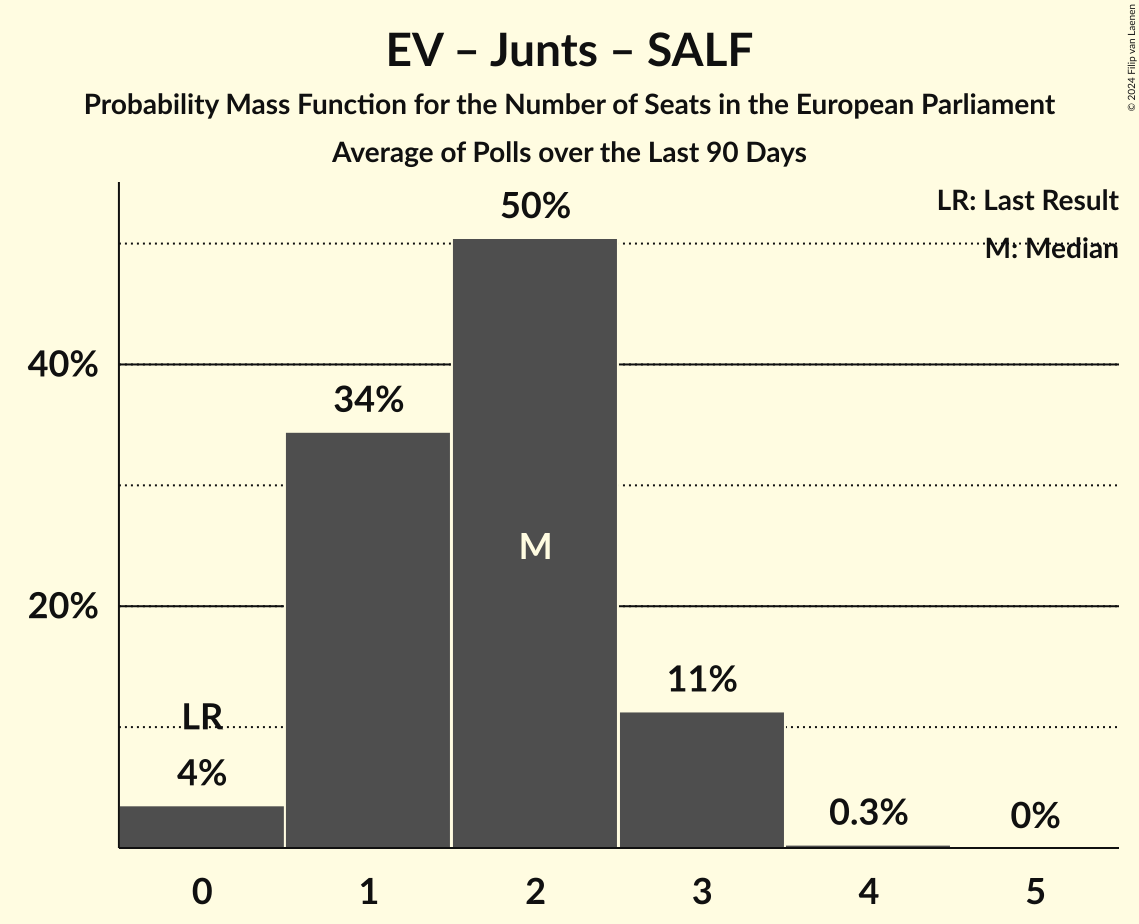 EV – Junts – SALF
Probability Mass Function for the Number of Seats in the European Parliament
Average of Polls over the Last 90 Days
© 2024 Filip van Laenen
LR: Last Result
M: Median
50%
40%
34%
M
20%
11%
LR
4%
0.3%
0%
0 1 2 3 4 5